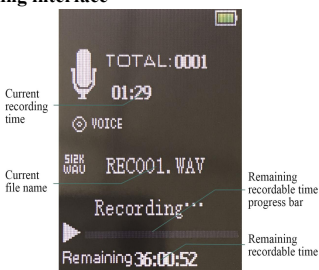 ng interface
TOTAL:0001
01:29
Current
recording
time
VOICE
512K
WAV
REC001.WAV
Current
file name
Recording...
Remaining
recordable time
progress bar
Remaining 36:00:52
Remaining
recordable time